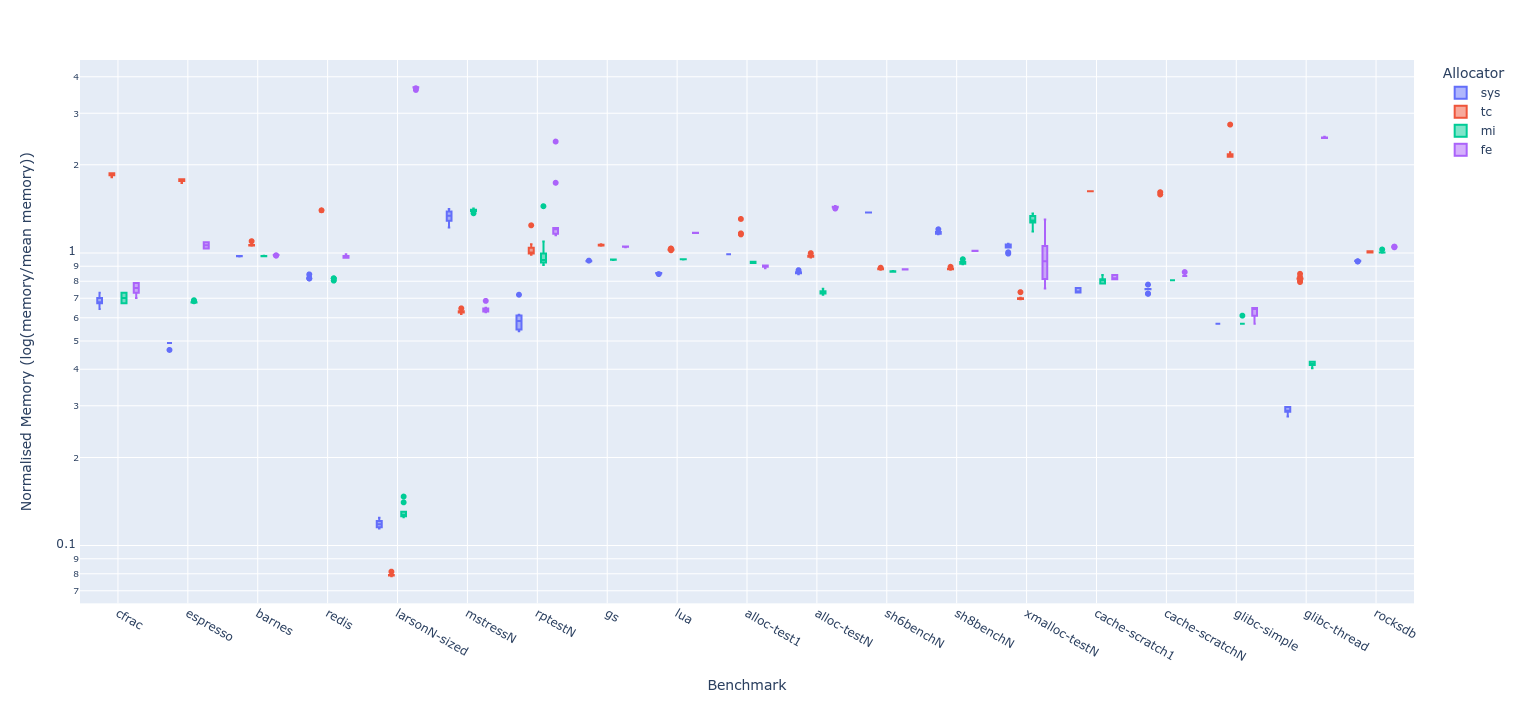 Allocator
sys
tc
mi
fe
Normalised Memory (log(memory/mean memory))
4
3
2
1
9
8
7
6
5
4
3
2
0.1
9
8
7
cfrac
espresso
barnes
redis
larsonN-sized
mstressN
rptestN
gs
lua
alloc-test1
alloc-testN
sh6benchN
sh8benchN
xmalloc-testN
cache-scratch1
cache-scratchN
glibc-simple
glibc-thread
rocksdb
Benchmark